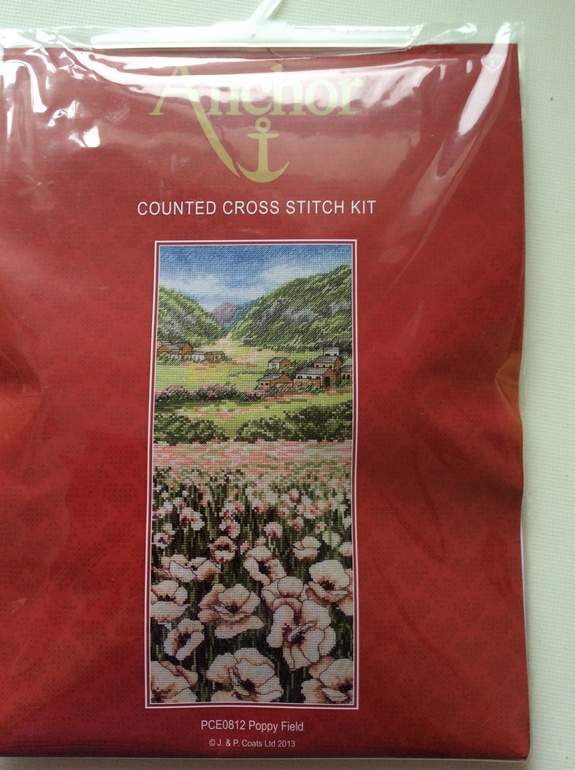 Anchor
COUNTED CROSS STITCH KIT
PCE0812 Poppy Field
© J. & P. Coats Ltd 2013